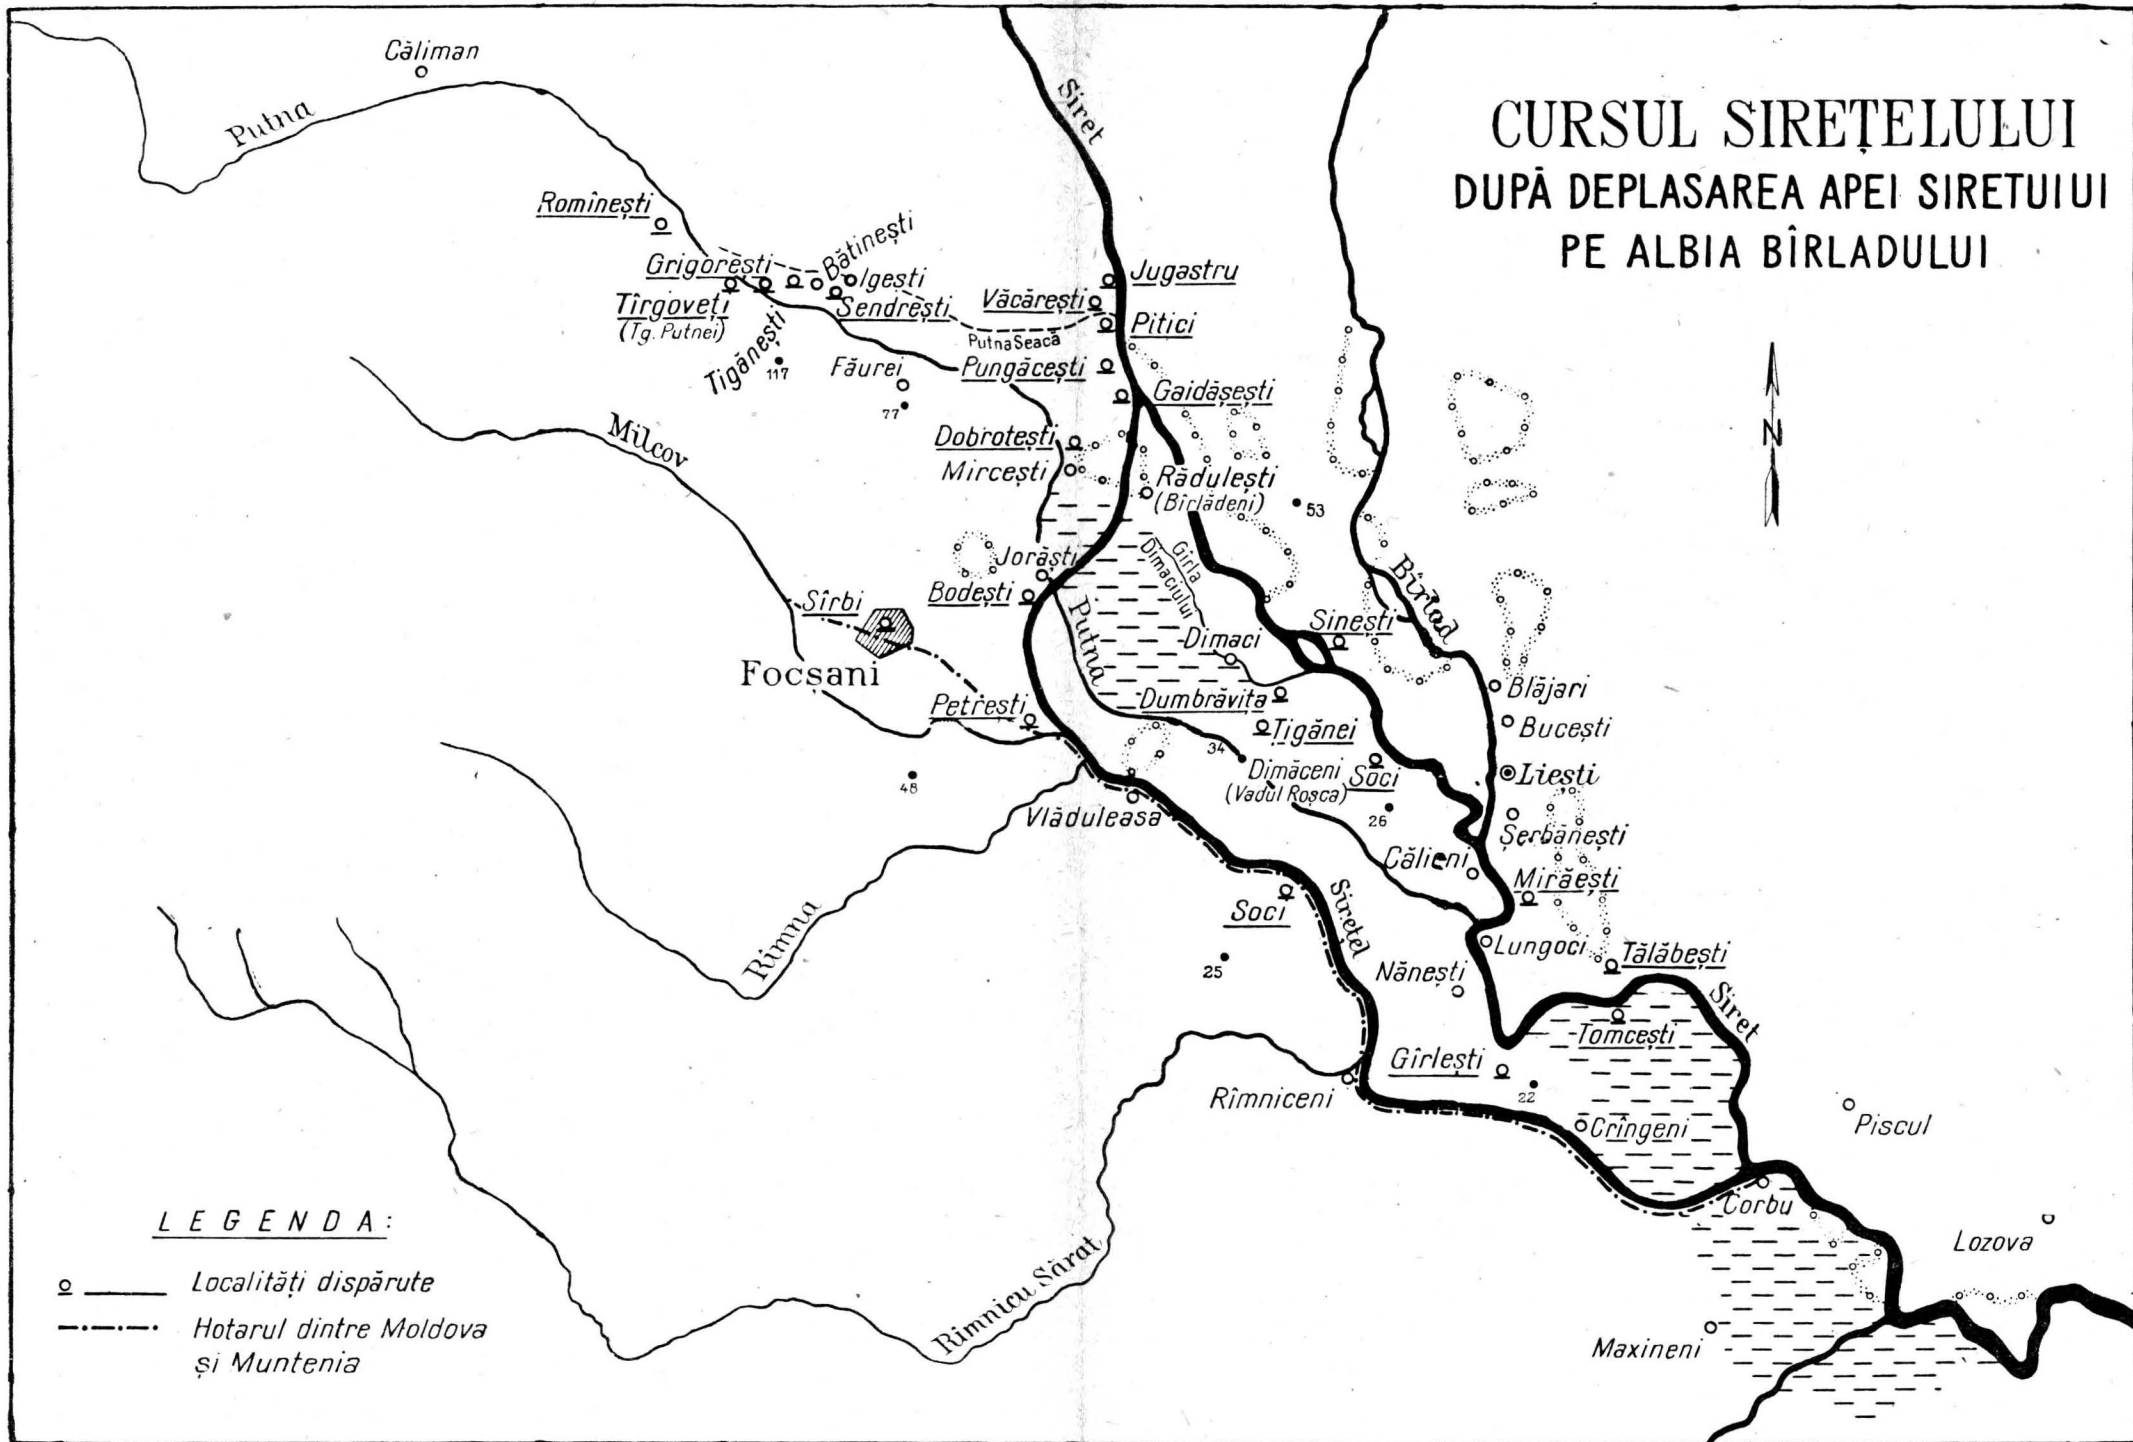 CURSUL SIREȚELULUI
DUPĂ DEPLASAREA APEI SIRETUIUI
PE ALBIA BÎRLADULUI
Căliman
Putna
Siret
Romînești
Grigorești
Bătinești
Igești
Tîrgoveți
(Tg. Putnei)
Sendrești
Țigănești
117
Văcărești
Jugastru
Pitici
Putna Seacă
Făurei
77
Pungăcești
Gaidășești
Milcov
Dobrotești
Mircești
Rădulești
(Bîrlădeni)
53
N
Gîrla
Dimaciului
Jorăști
Bodești
Bîrlad
Sîrbi
Focsani
Putna
Dimaci
Sinești
Petrești
Dumbrăvița
Țigănei
Blăjari
Bucești
34
Dimăceni
(Vadul Roșca)
Soci
Liești
48
Vlăduleasa
26
Șerbănești
Călieni
Mirăești
Rîmna
Soci
Sirețel
25
Lungoci
Nănești
Tălăbești
Siret
Tomcești
Gîrlești
Rîmniceni
22
Crîngeni
Piscul
Corbu
Lozova
Rîmnicu Sărat
Maxineni
LEGENDA:
Localități dispărute
Hotarul dintre Moldova
și Muntenia